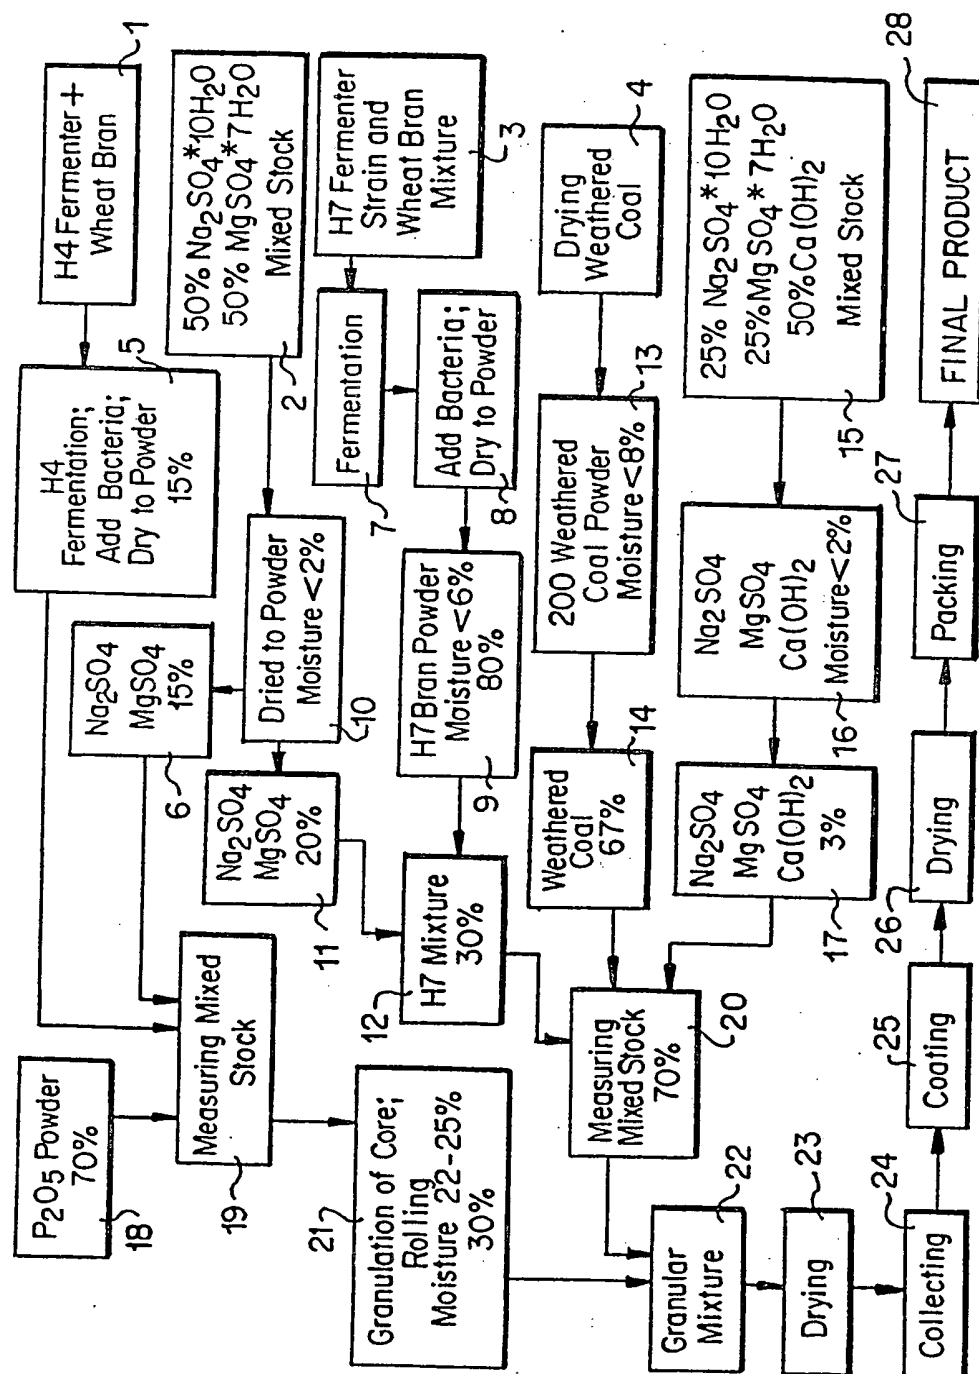 H4 Fermenter +
Wheat Bran
1
50% Na2SO4*10H2O
50% MgSO4*7H2O
Mixed Stock
2
H7 Fermenter
Strain and
Wheat Bran
Mixture
3
Drying
Weathered
Coal
4
H4
Fermentation;
Add Bacteria;
Dry to Powder
15%
5
Na2SO4
MgSO4
15%
6
Fermentation
7
Add Bacteria;
Dry to Powder
8
H7 Bran Powder
Moisture <6%
80%
9
Dried to Powder
Moisture <2%
10
Na2SO4
MgSO4
20%
11
H7 Mixture
30%
12
200 Weathered
Coal Powder
Moisture <8%
13
Weathered
Coal
67%
14
25% Na2SO4*10H2O
25% MgSO4*7H2O
50% Ca(OH)2
Mixed Stock
15
Na2SO4
MgSO4
Ca(OH)2
Moisture <2%
16
Na2SO4
MgSO4
Ca(OH)2
3%
17
P2O5 Powder
70%
18
Measuring Mixed
Stock
19
Measuring
Mixed Stock
70%
20
Granulation of Core;
Rolling
Moisture 22-25%
30%
21
Granular
Mixture
22
Drying
23
Collecting
24
Coating
25
Drying
26
Packing
27
FINAL PRODUCT
28